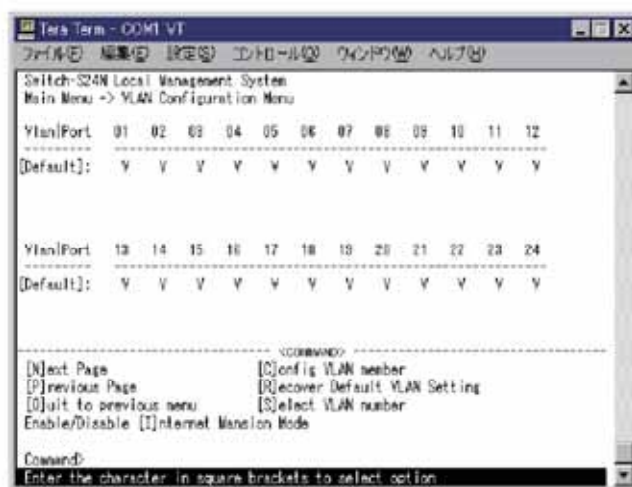 Tera Term - COM1 VT
ファイル(F) 編集(E) 設定(S) コントロール(O) ウィンドウ(W) ヘルプ(H)
Switch-S24N Local Management System
Main Menu -> VLAN Configuration Menu
Vlan|Port 01 02 03 04 05 06 07 08 09 10 11 12
[Default]: V V V V V V V V V V V V
Vlan|Port 13 14 15 16 17 18 19 20 21 22 23 24
[Default]: V V V V V V V V V V V V
<COMMAND>
[N]ext Page [C]onfig VLAN member
[P]revious Page [R]ecover Default VLAN Setting
[Q]uit to previous menu [S]elect VLAN number
Enable/Disable [I]nternet Mansion Mode
Command>
Enter the character in square brackets to select option